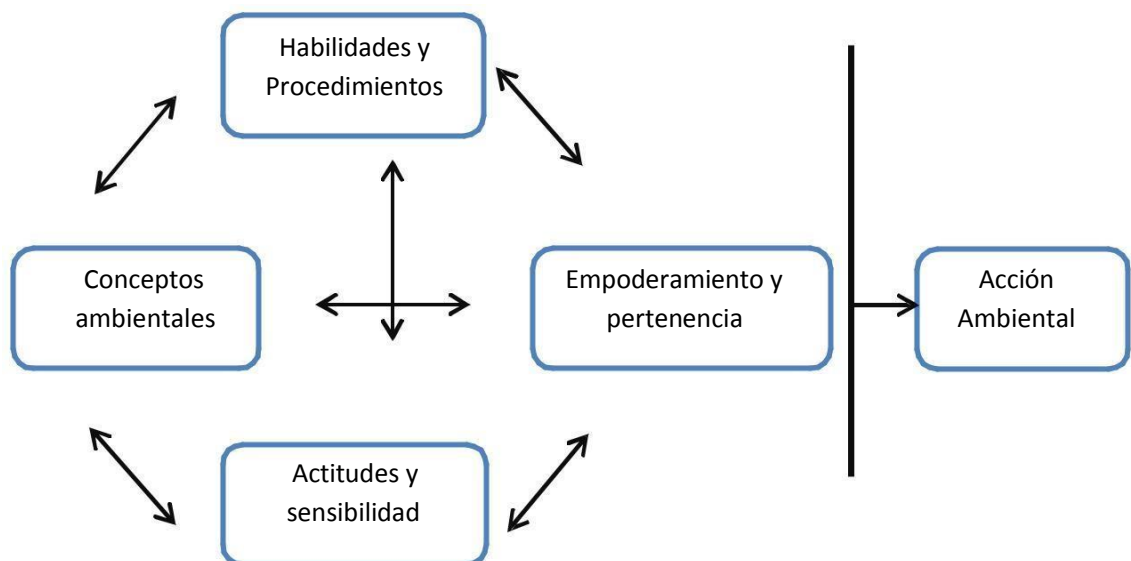 Habilidades y
Procedimientos
Conceptos
ambientales
Empoderamiento y
pertenencia
Acción
Ambiental
Actitudes y
sensibilidad